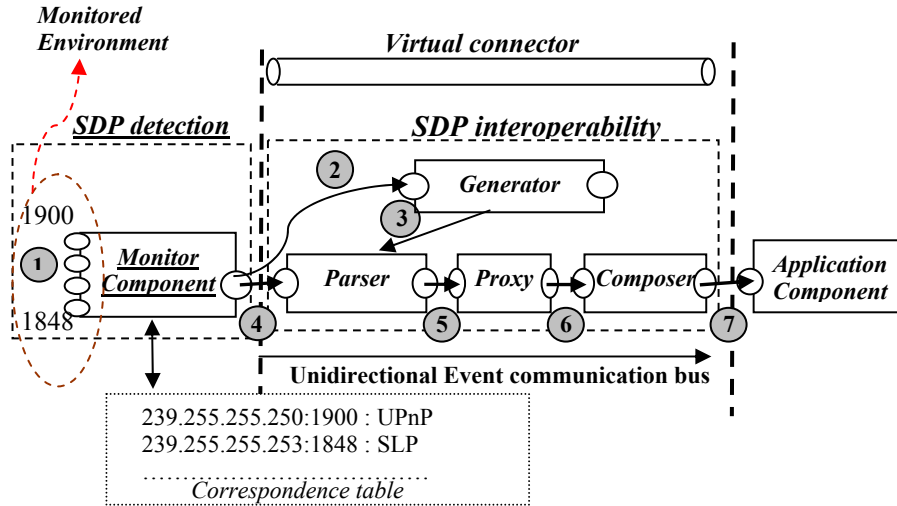 Monitored
Environment
Virtual connector
SDP detection
SDP interoperability
2
Generator
3
1900
1
Monitor
Component
1848
Parser
Proxy
Composer
Application
Component
4
5
6
7
Unidirectional Event communication bus
239.255.255.250:1900 : UPnP
239.255.255.253:1848 : SLP
.................................
Correspondence table